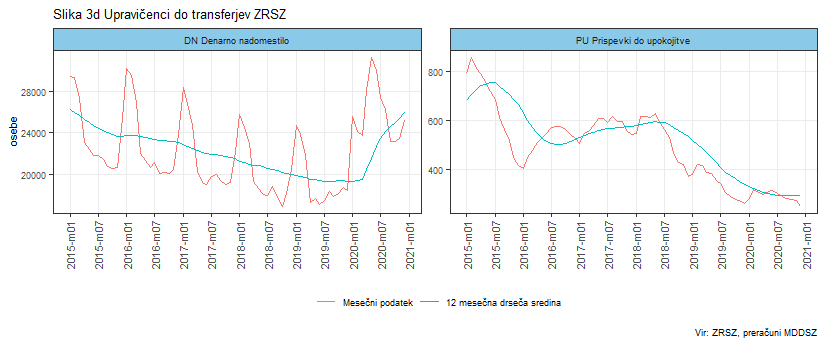 Slika 3d Upravičenci do transferjev ZRSZ
DN Denarno nadomestilo
PU Prispevki do upokojitve
osebe
28000
24000
20000
800
600
400
2015-m01
2015-m07
2016-m01
2016-m07
2017-m01
2017-m07
2018-m01
2018-m07
2019-m01
2019-m07
2020-m01
2020-m07
2021-m01
2015-m01
2015-m07
2016-m01
2016-m07
2017-m01
2017-m07
2018-m01
2018-m07
2019-m01
2019-m07
2020-m01
2020-m07
2021-m01
Mesečni podatek
12 mesečna drseča sredina
Vir: ZRSZ, preračuni MDDSZ